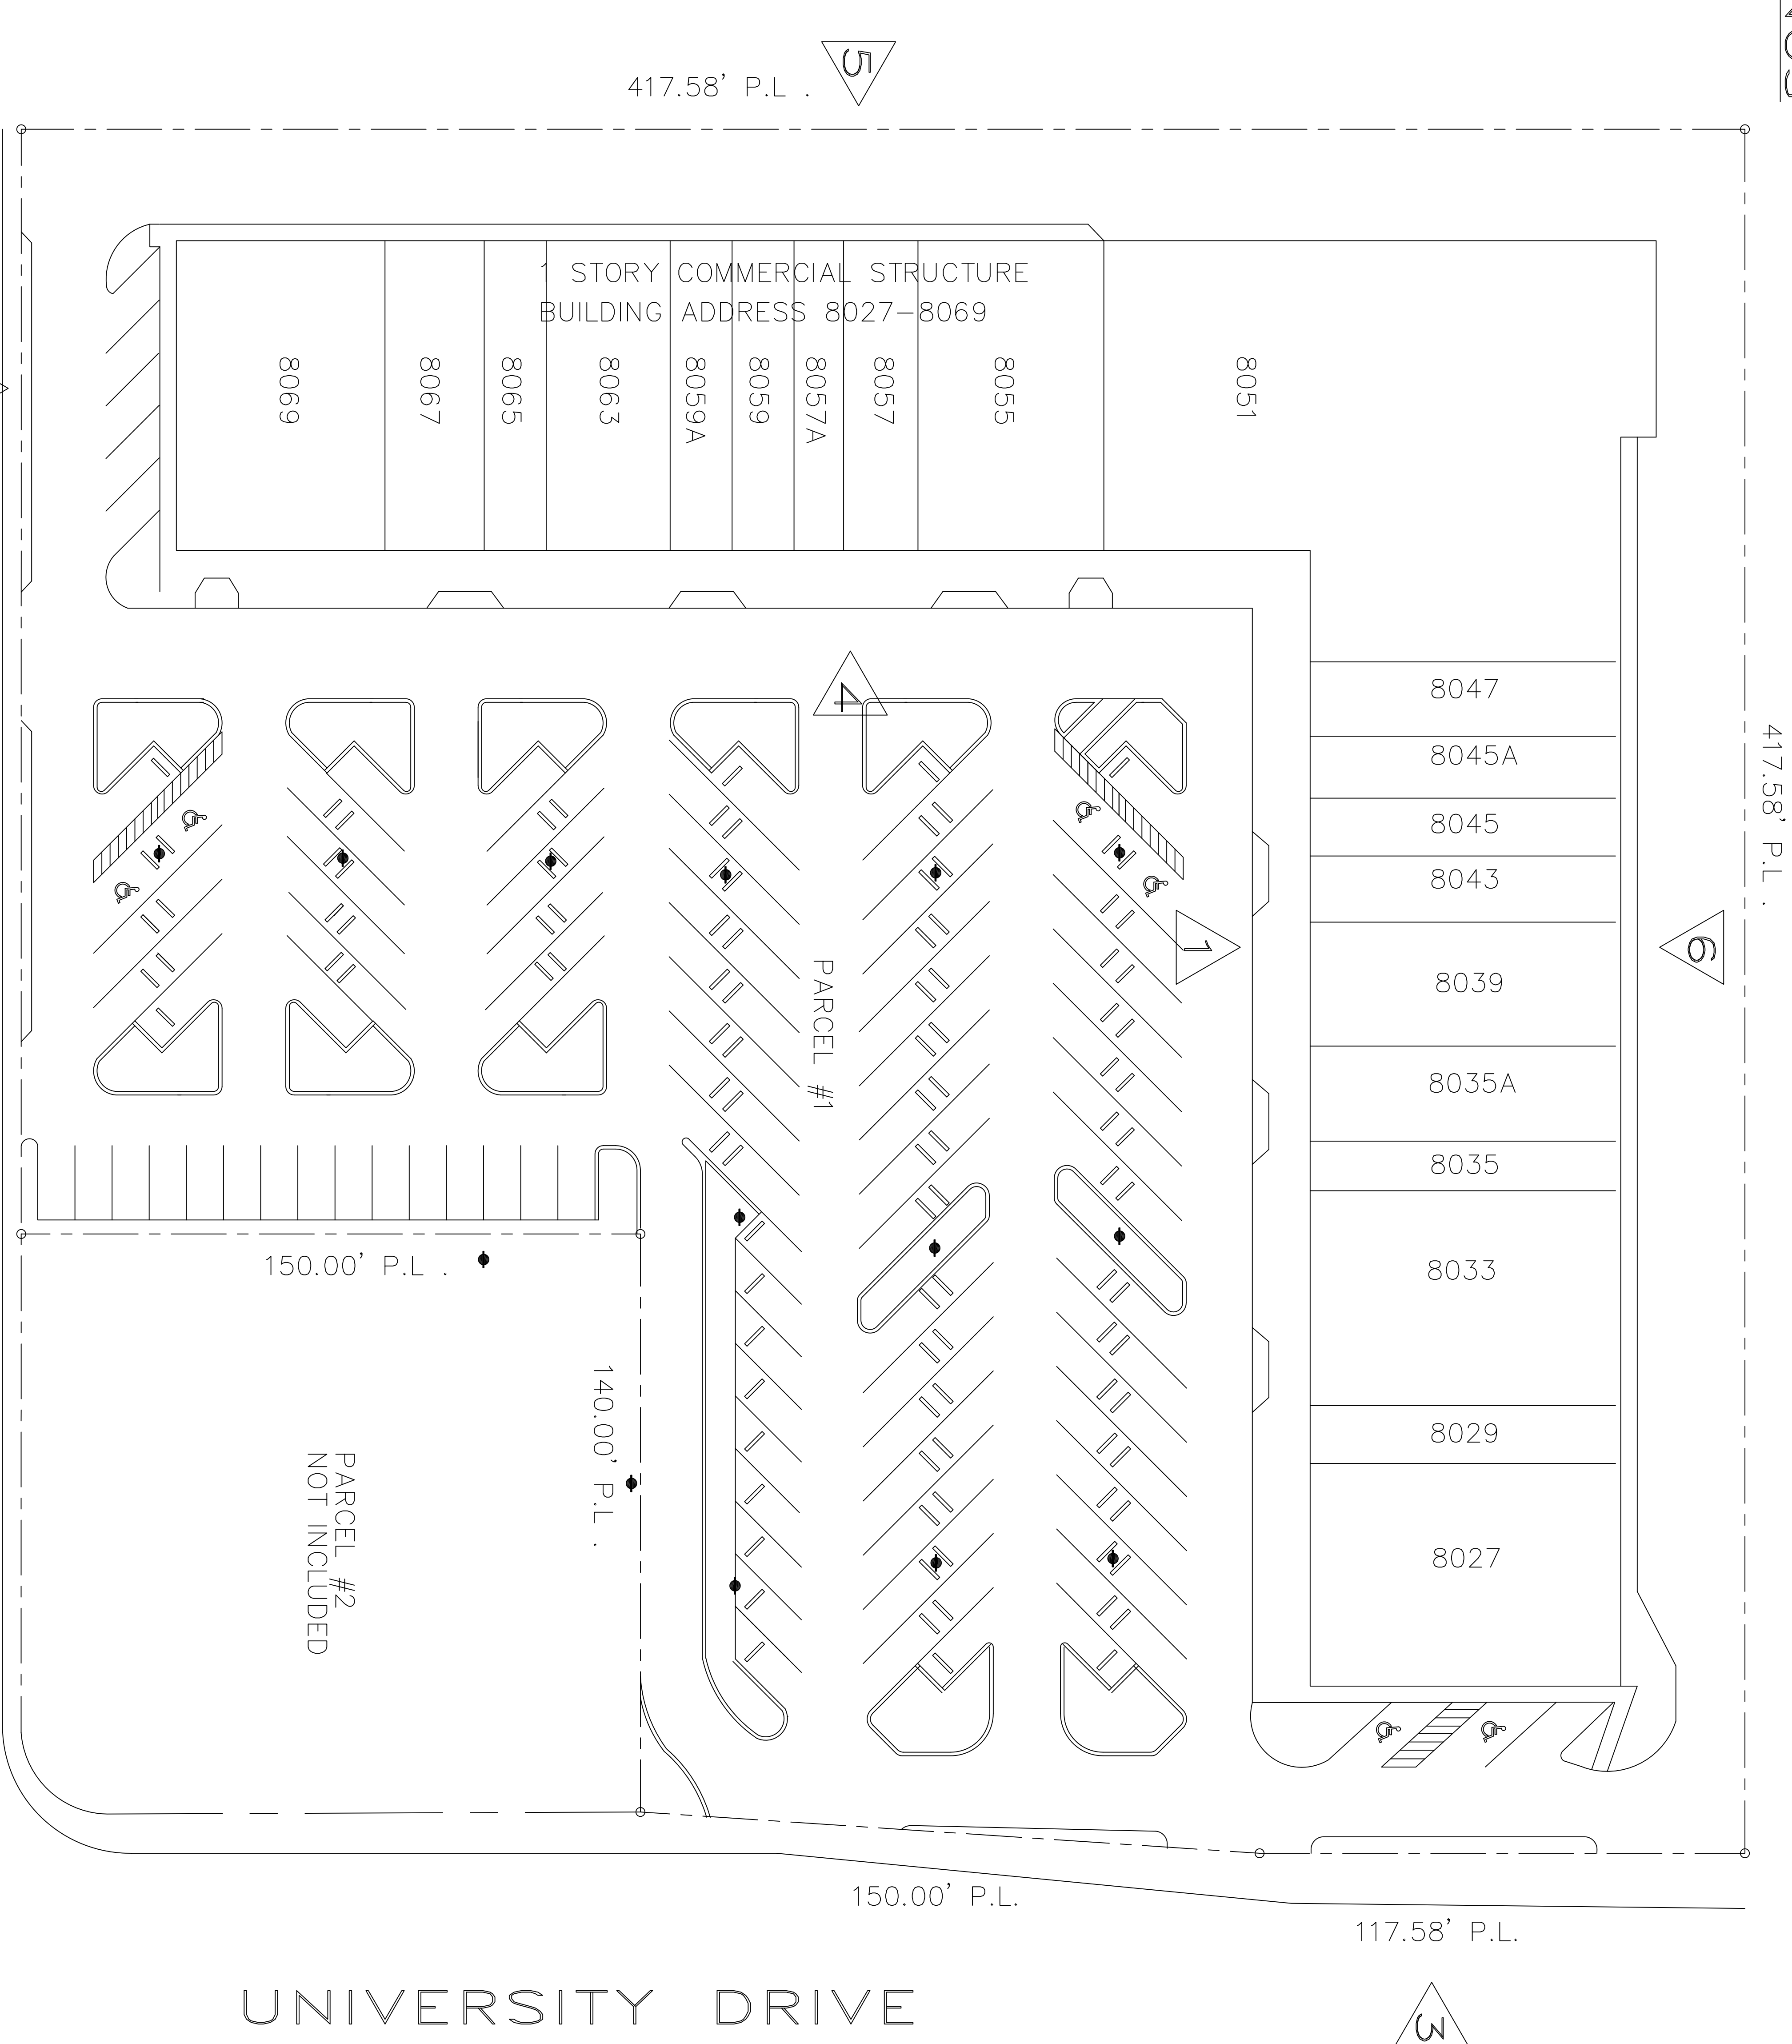 5
417.58' P.L .
1 STORY COMMERCIAL STRUCTURE
BUILDING ADDRESS 8027-8069
8069
8067
8065
8063
8059A
8059
8057A
8057
8055
8051
4
8047
8045A
8045
8043
8039
8035A
8035
8033
8029
8027
417.58' P.L .
6
1
PARCEL #1
150.00' P.L .
140.00' P.L .
PARCEL #2
NOT INCLUDED
150.00' P.L.
117.58' P.L.
UNIVERSITY DRIVE
3